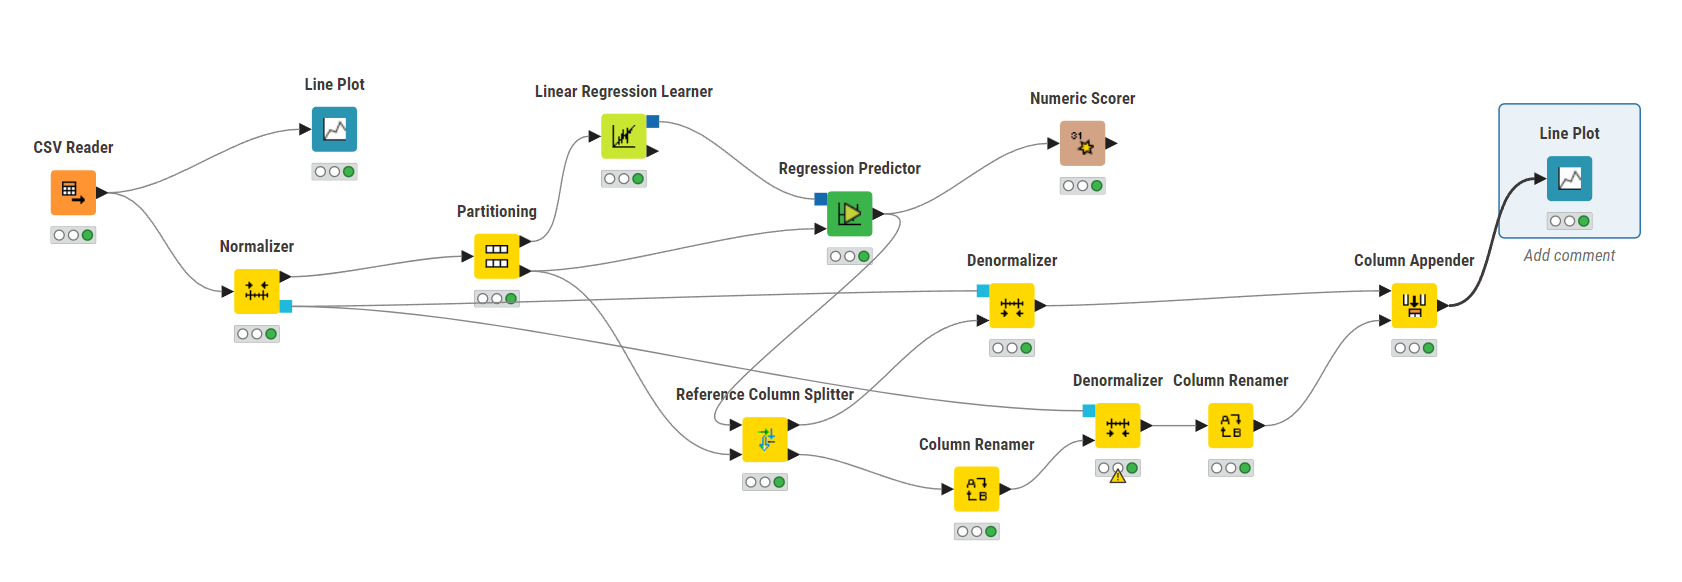 Line Plot
Linear Regression Learner
Numeric Scorer
31
CSV Reader
Line Plot
Regression Predictor
Partitioning
Normalizer
Denormalizer
Column Appender
Add comment
Reference Column Splitter
Denormalizer
Column Renamer
A
B
Column Renamer
A
B